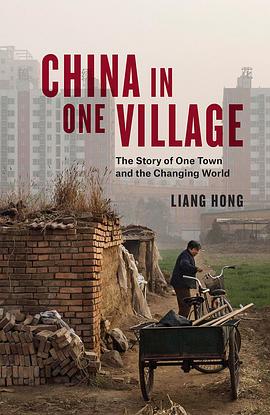 CHINA IN
ONE VILLAGE
The Story of One Town
and the Changing World
LIANG HONG